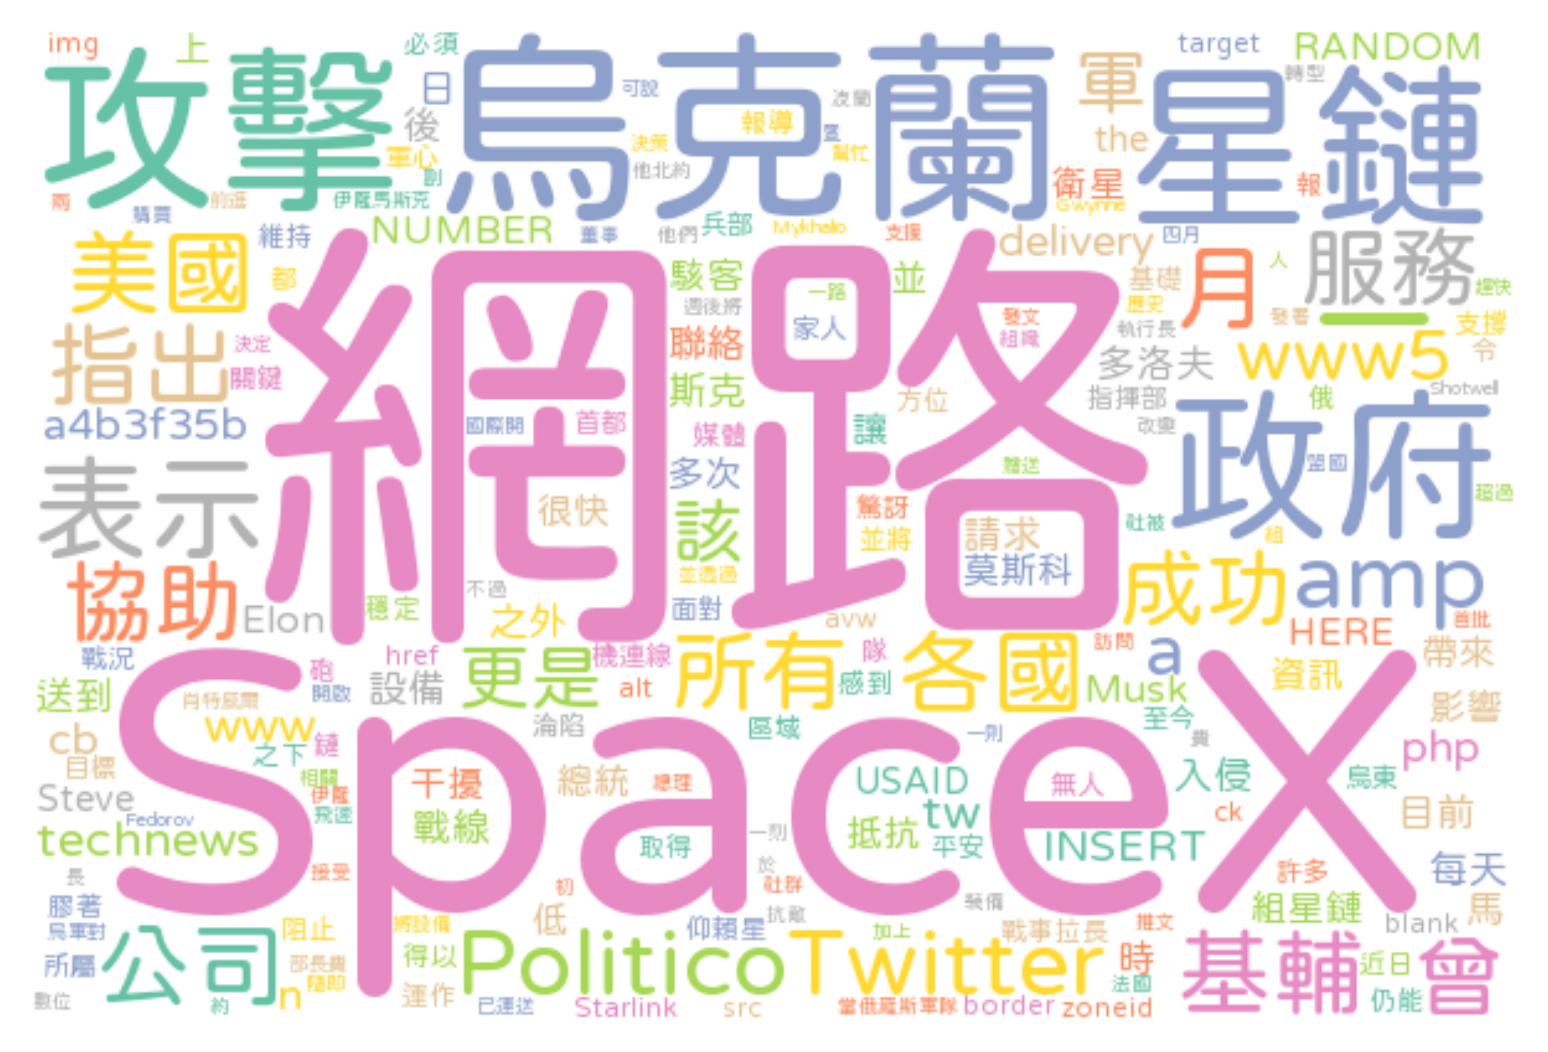 img
上
必須
target
RANDOM
攻擊
烏克蘭
軍
星鏈
日
可說
波蘭
轉型
後
報導
the
決策
幫忙
軍心
他北約
衛星
報
兩
前進
伊隆馬斯克
購買
Gwynne
維持
NUMBER
董事
他們
兵部
Mykhailo
支援
delivery
四月
服務
美國
都
網路
駭客
並
基礎
月
人
趕快
週後將
一路
歷史
家人
發文
組織
執行長
發署
支撐
指出
決定
聯絡
多洛夫
www5
令
關鍵
斯克
方位
指揮部
俄
Shotwell
a4b3f35b
國際開
首都
媒體
讓
改變
政府
表示
多次
贈送
盟國
超過
很快
該
驚訝
並將
請求
社被
組
莫斯科
協助
不過
並透過
成功
amp
Elon
穩定
之外
面對
avw
HERE
首批
戰況
砲
href
機連線
更是
所有
隊
各國
訪問
a
資訊
帶來
送到
開啟
設備
alt
感到
Musk
肖特威爾
www
淪陷
區域
一則
至今
貴
影響
cb
之下
鏈
SpaceX
php
目標
相關
干擾
總統
總理
USAID
無人
入侵
烏東
Steve
伊隆
飛速
tw
ck
目前
Fedorov
戰線
抵抗
technews
取得
一則
平安
INSERT
長
接受
初
於
社群
許多
每天
膠著
裝備
組星鏈
烏軍對
阻止
將設備
低
仰賴星
抗敵
加上
戰事拉長
推文
blank
馬
所屬
公司
部長費
隨即
得以
Politico
Twitter
時
基輔
近日
曾
法國
數位
約
n
運作
已運送
Starlink
src
當俄羅斯軍隊
border
zoneid
仍能